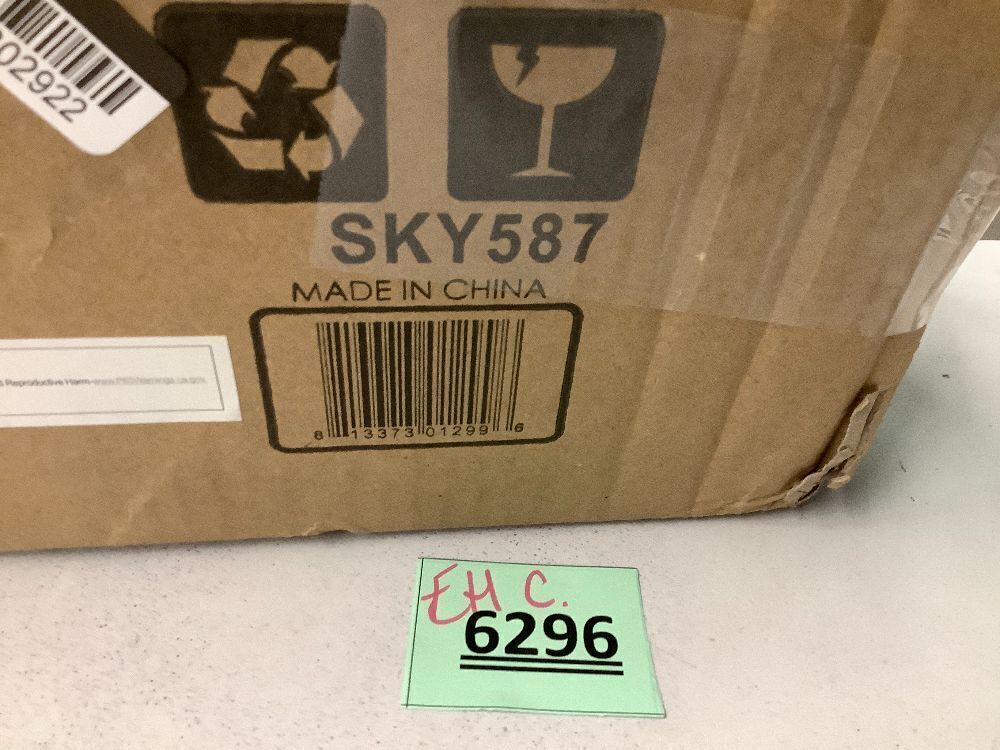 02922
SKY587
MADE IN CHINA
Reproductive Harm
8 13373 01299 6
EH C.
6296